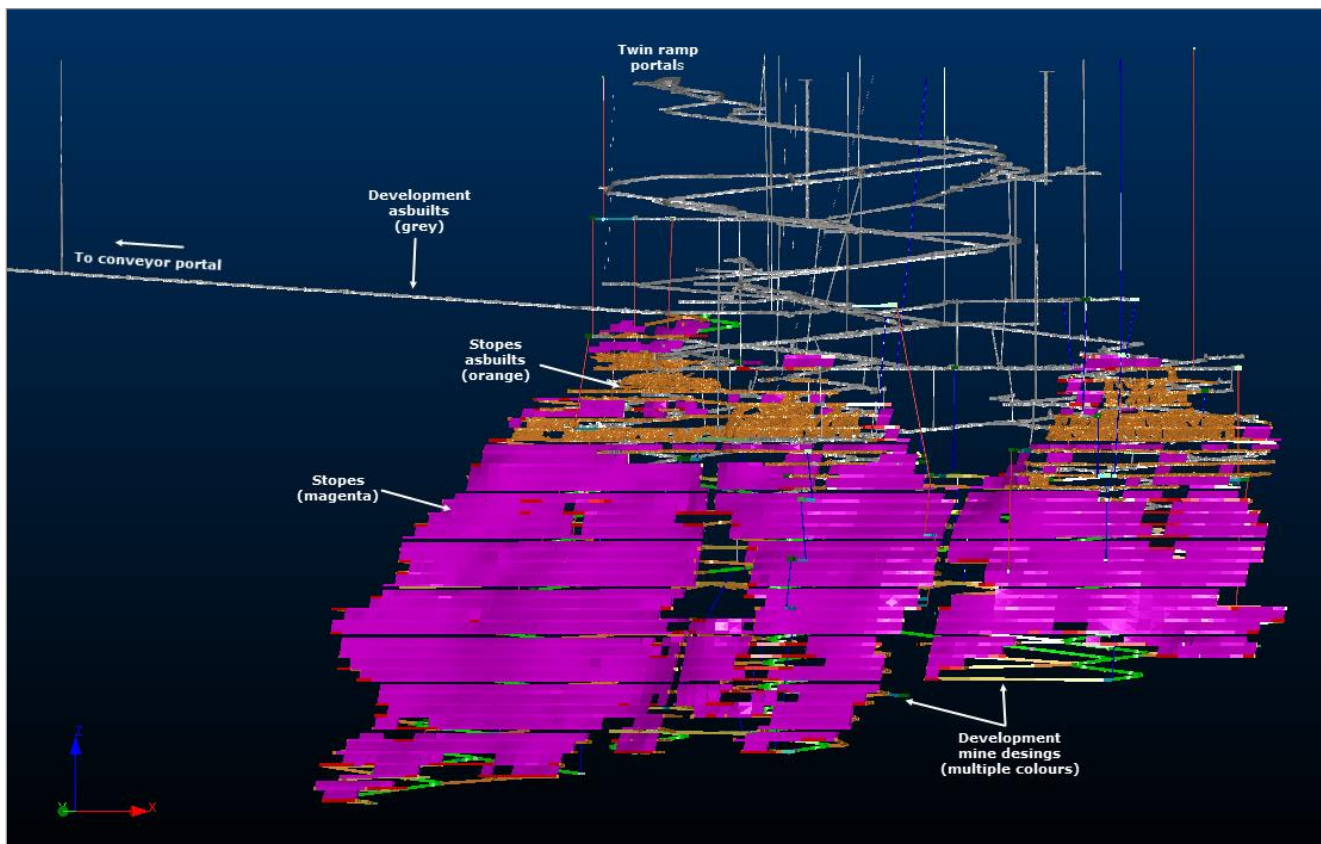 Twin ramp
portals
Development
asbuilts
(grey)
To conveyor portal
Stopes
asbuilts
(orange)
Stopes
(magenta)
Development
mine desings
(multiple colours)
Z
Y
X